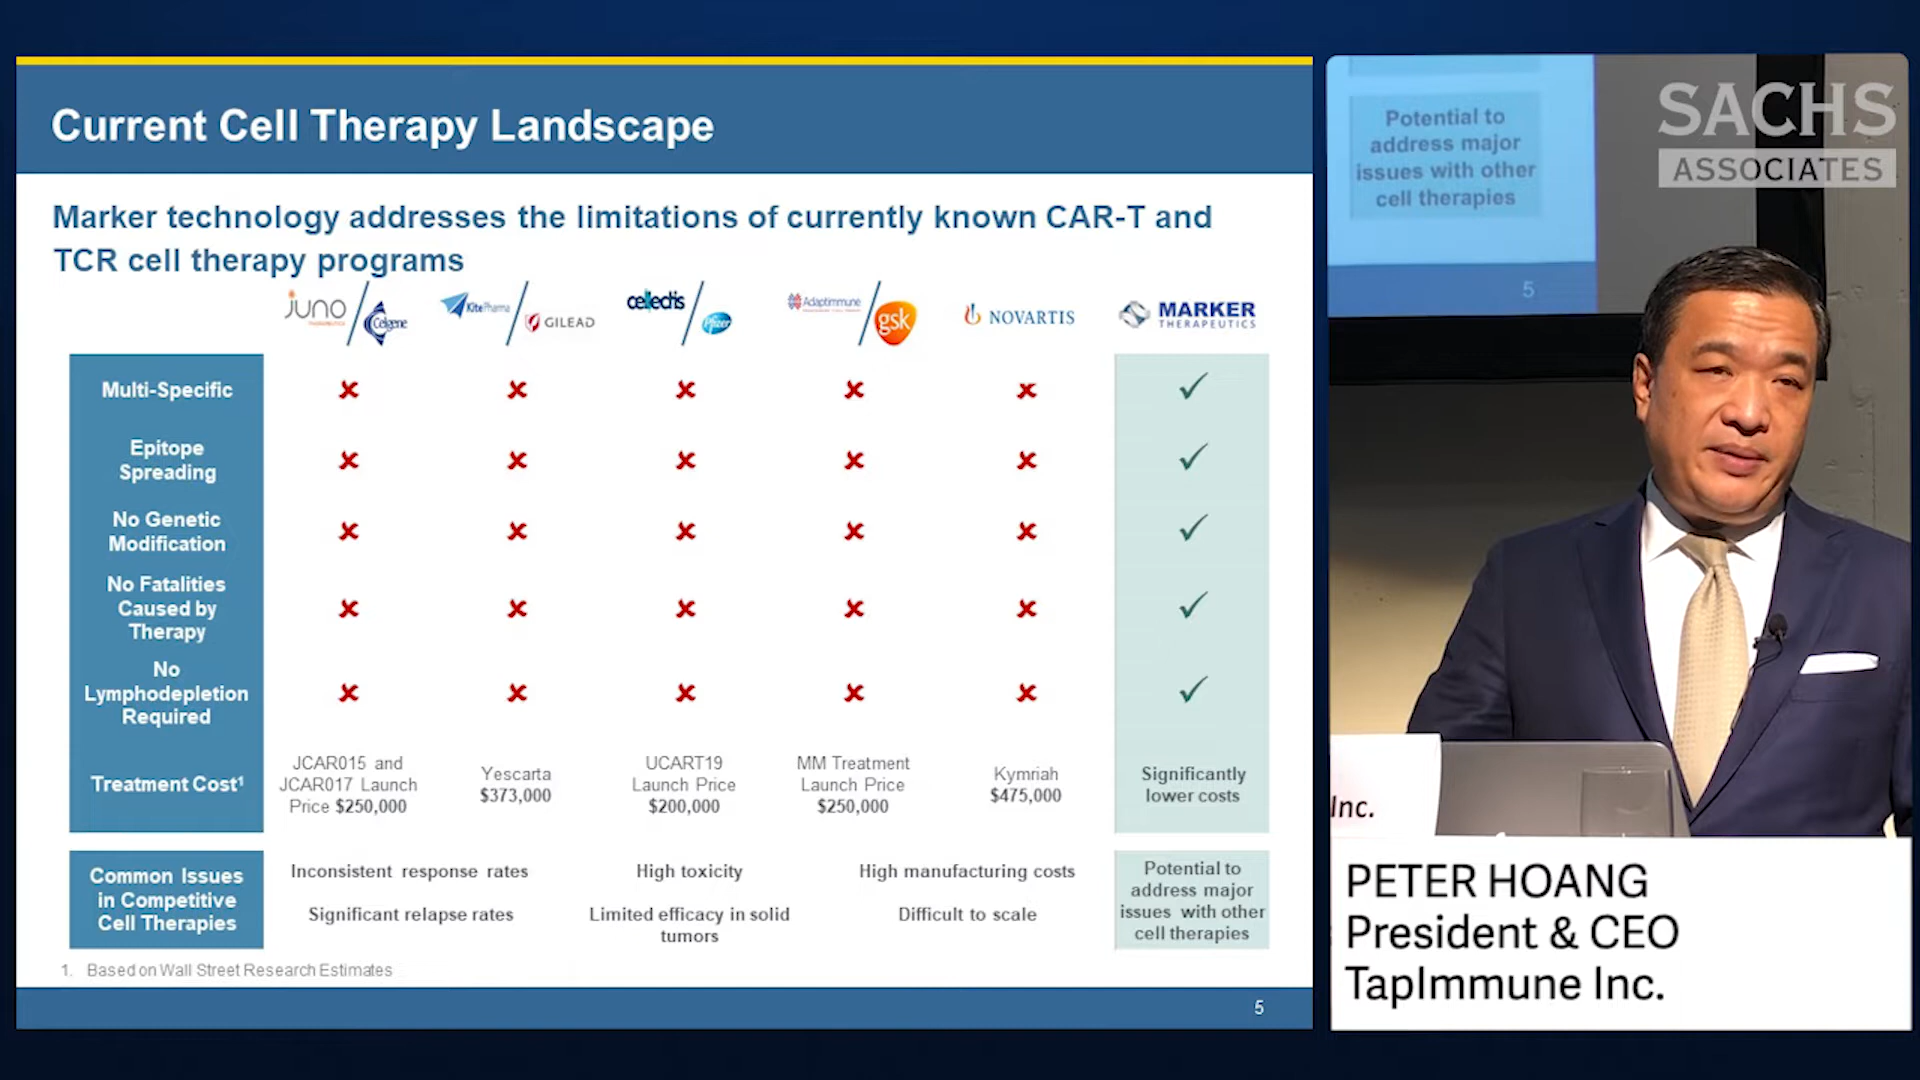 Current Cell Therapy Landscape
Marker technology addresses the limitations of currently known CAR-T and
TCR cell therapy programs
juno THERAPEUTICS / Celgene
Kite Pharma / GILEAD
cellectis / Pfizer
Adaptimmune / gsk
NOVARTIS
MARKER
THERAPEUTICS
Multi-Specific
Epitope
Spreading
No Genetic
Modification
No Fatalities
Caused by
Therapy
No
Lymphodepletion
Required
Treatment Cost¹
JCAR015 and
JCAR017 Launch
Price $250,000
Yescarta
$373,000
UCART19
Launch Price
$200,000
MM Treatment
Launch Price
$250,000
Kymriah
$475,000
Significantly
lower costs
Common Issues
in Competitive
Cell Therapies
Inconsistent response rates
Significant relapse rates
High toxicity
Limited efficacy in solid
tumors
High manufacturing costs
Difficult to scale
Potential to
address major
issues with other
cell therapies
1. Based on Wall Street Research Estimates
5
Potential to
address major
issues with other
cell therapies
5
SACHS
ASSOCIATES
Inc.
PETER HOANG
President & CEO
TapImmune Inc.